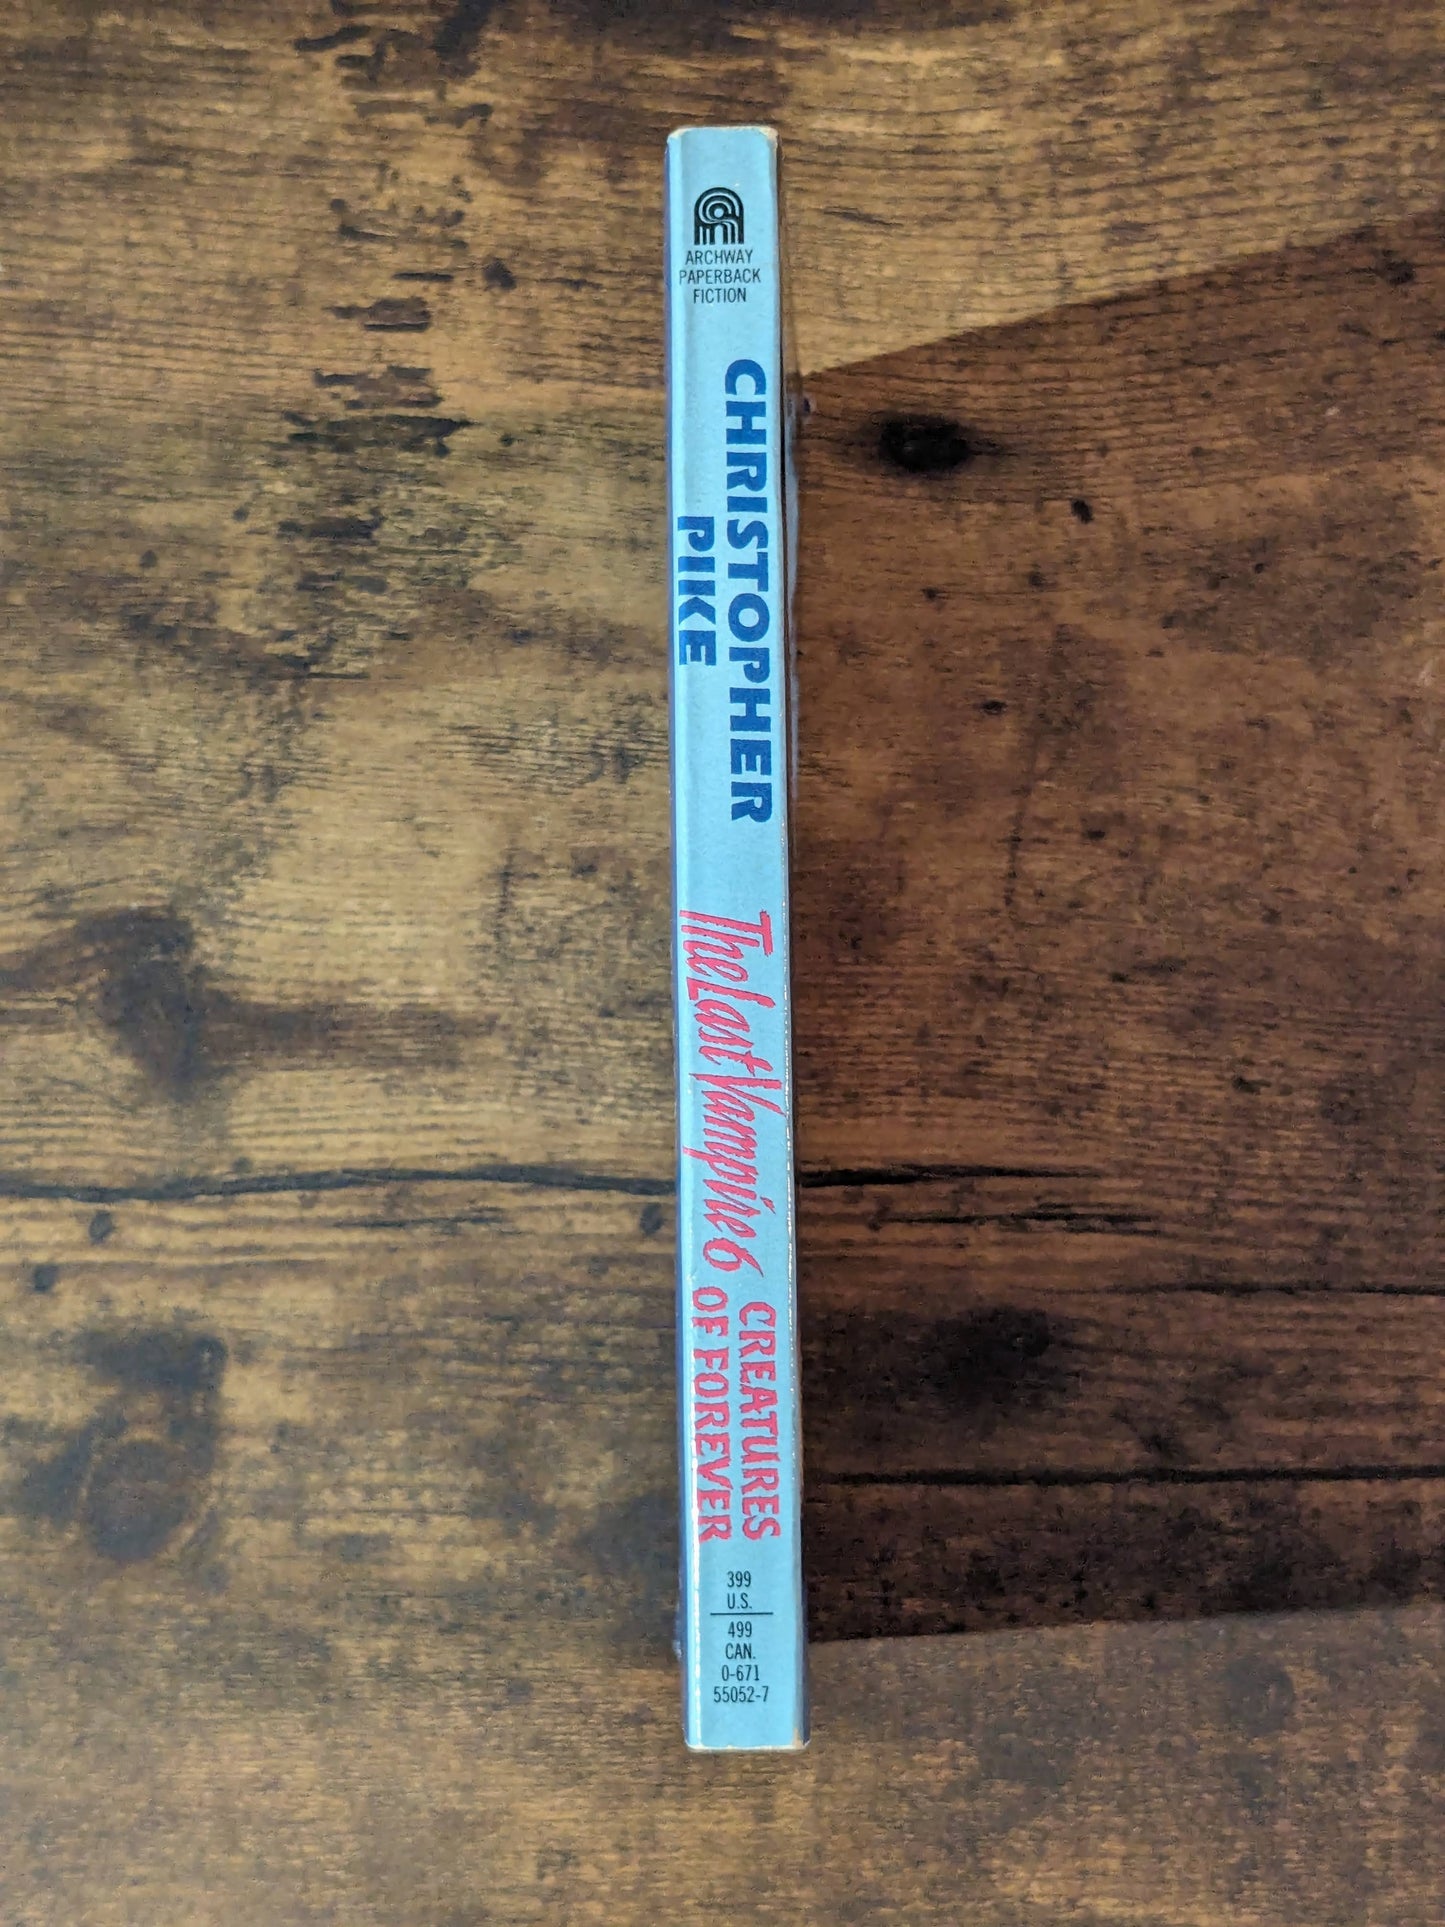 ARCHWAY
PAPERBACK
FICTION
CHRISTOPHER
PIKE
The Last Vampire 6
CREATURES
OF FOREVER
399
U.S.
499
CAN.
0-671
55052-7